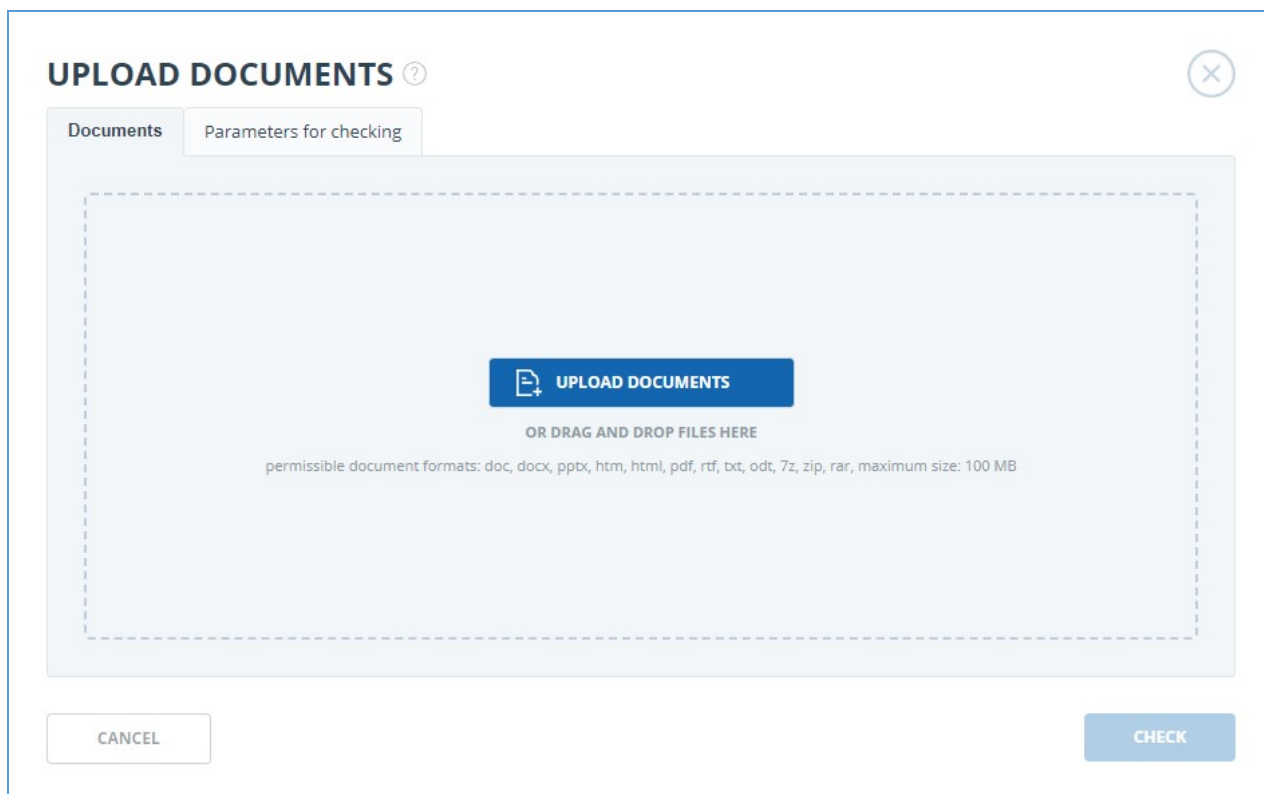 UPLOAD DOCUMENTS ?
Documents
Parameters for checking
UPLOAD DOCUMENTS
OR DRAG AND DROP FILES HERE
permissible document formats: doc, docx, pptx, htm, html, pdf, rtf, txt, odt, 7z, zip, rar, maximum size: 100 MB
CANCEL
CHECK